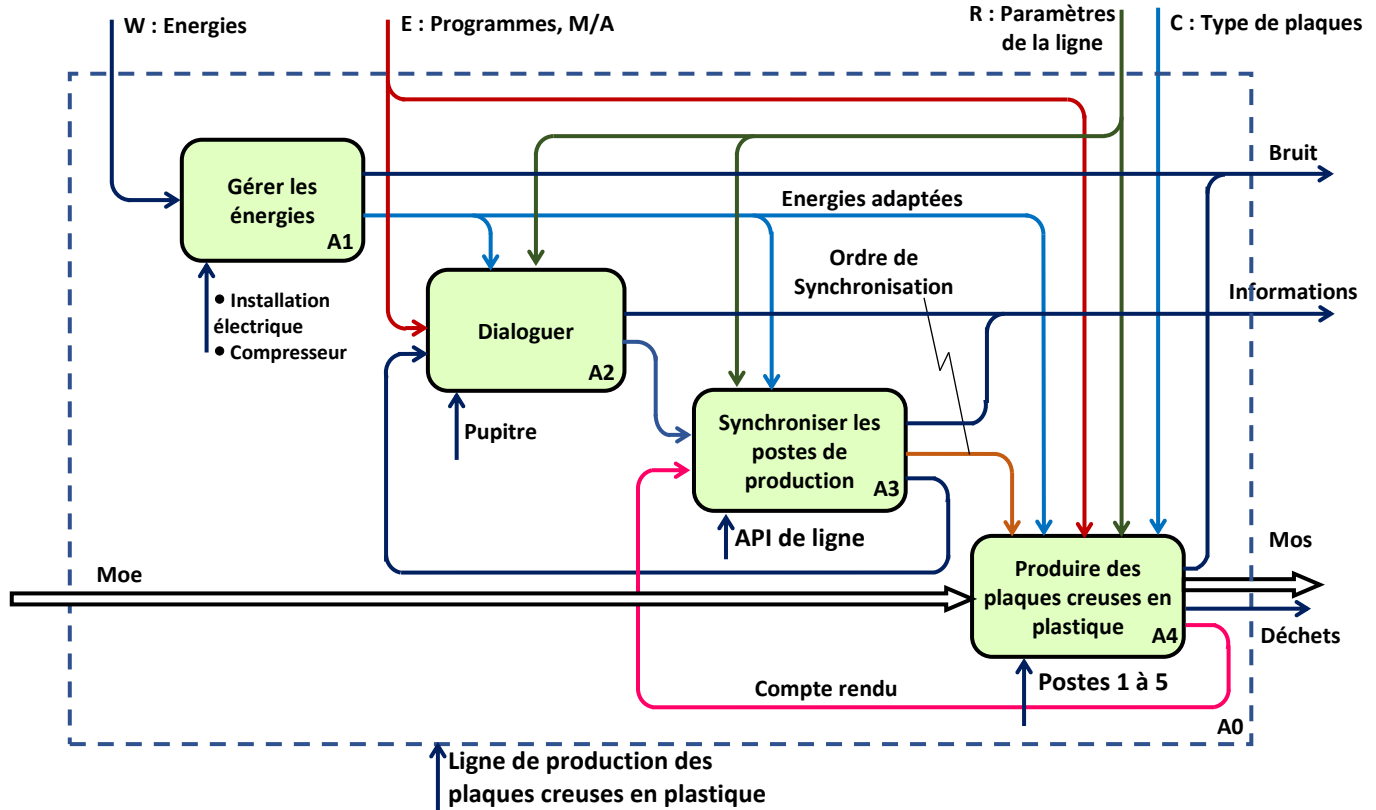 W : Energies
E : Programmes, M/A
R : Paramètres
de la ligne
C : Type de plaques
Gérer les
énergies
A1
Bruit
Energies adaptées
• Installation
électrique
• Compresseur
Ordre de
Synchronisation
Informations
Dialoguer
A2
Pupitre
Synchroniser les
postes de
production
A3
API de ligne
Moe
Mos
Produire des
plaques creuses en
plastique
A4
Déchets
Compte rendu
Postes 1 à 5
A0
Ligne de production des
plaques creuses en plastique